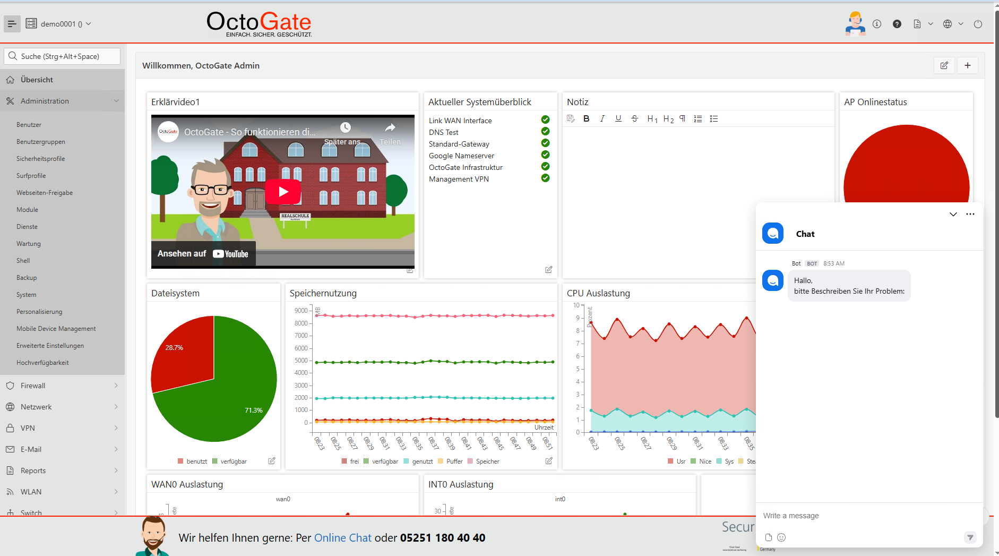 demo0001 ()
OctoGate
EINFACH. SICHER. GESCHÜTZT.
Suche (Strg+Alt+Space)
Übersicht
Administration
Benutzer
Benutzergruppen
Sicherheitsprofile
Surfprofile
Webseiten-Freigabe
Module
Dienste
Wartung
Shell
Backup
System
Personalisierung
Mobile Device Management
Erweiterte Einstellungen
Hochverfügbarkeit
Firewall
Netzwerk
VPN
E-Mail
Reports
WLAN
Switch
Willkommen, OctoGate Admin
Erklärvideo1
OctoGate
OctoGate - So funktionieren di...
Später ans...
Teilen
REALSCHULE
Ansehen auf YouTube
Aktueller Systemüberblick
Link WAN Interface
DNS Test
Standard-Gateway
Google Nameserver
OctoGate Infrastruktur
Management VPN
Notiz
B I U S H1 H2 ¶
AP Onlinestatus
Dateisystem
28.7%
71.3%
benutzt verfügbar
Speichernutzung
MB
9000
8000
7000
6000
5000
4000
3000
2000
1000
0
Uhrzeit
08:23 08:25 08:27 08:29 08:31 08:33 08:35 08:37 08:39 08:41 08:43 08:45 08:47 08:49 08:51
frei verfügbar genutzt Puffer Speicher
CPU Auslastung
Prozent
10
9
8
7
6
5
4
3
2
1
0
08:23 08:25 08:27 08:29 08:31 08:33 08:35
Usr Nice Sys Stea
WAN0 Auslastung
wan0
ete
INT0 Auslastung
int0
30
ete
Chat
Bot BOT 8:53 AM
Hallo,
bitte Beschreiben Sie Ihr Problem:
Write a message
Wir helfen Ihnen gerne: Per Online Chat oder 05251 180 40 40
Secur
Germany